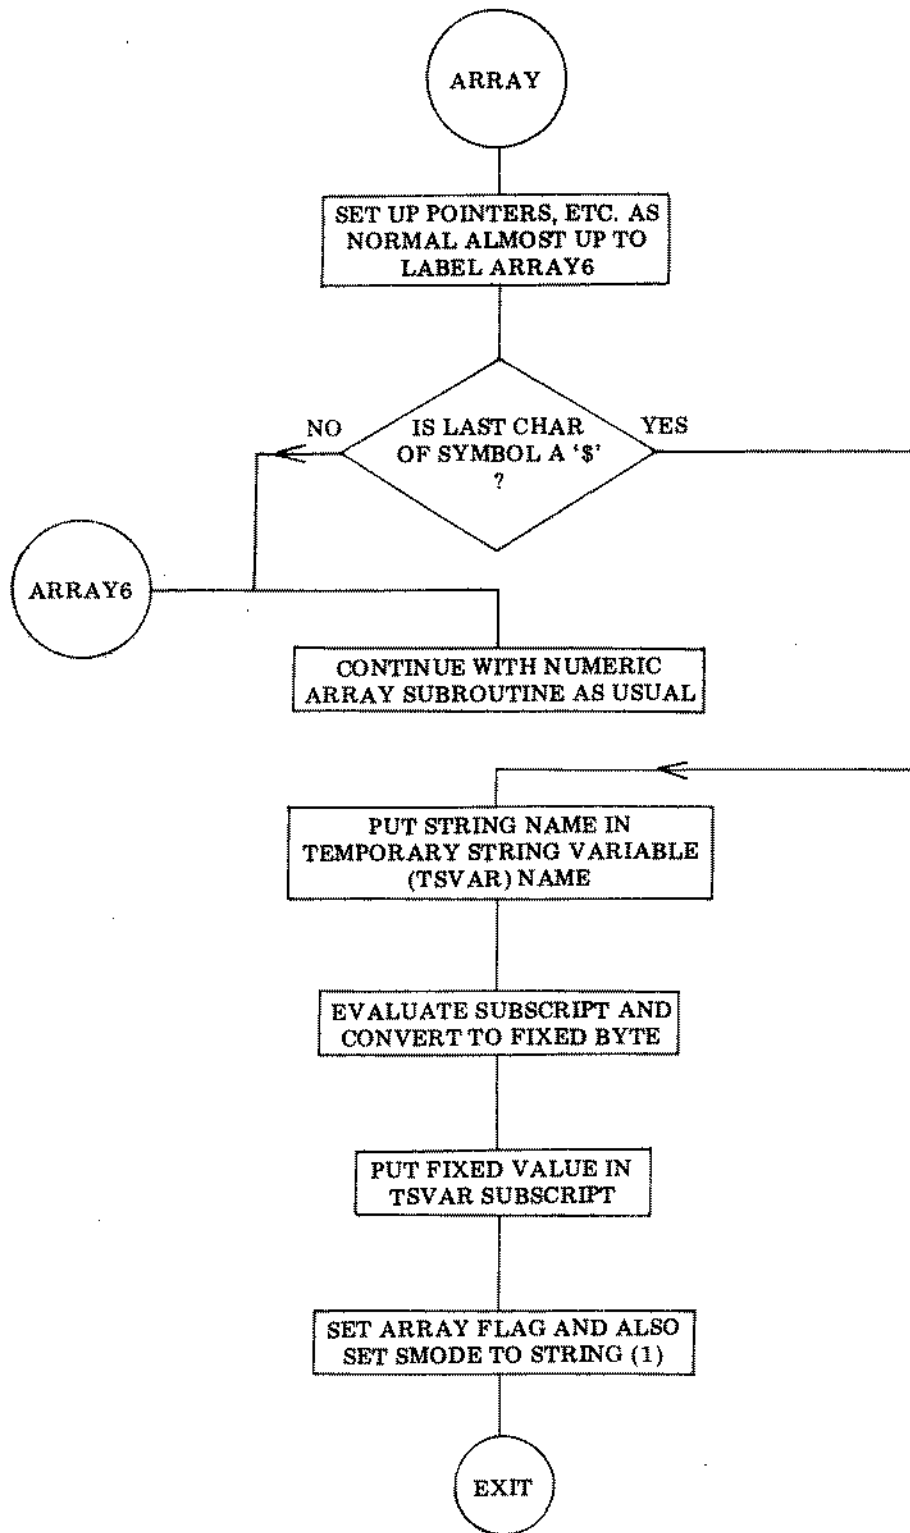 ARRAY
SET UP POINTERS, ETC. AS
NORMAL ALMOST UP TO
LABEL ARRAY6
NO
IS LAST CHAR
OF SYMBOL A ‘$’
?
YES
ARRAY6
CONTINUE WITH NUMERIC
ARRAY SUBROUTINE AS USUAL
PUT STRING NAME IN
TEMPORARY STRING VARIABLE
(TSVAR) NAME
EVALUATE SUBSCRIPT AND
CONVERT TO FIXED BYTE
PUT FIXED VALUE IN
TSVAR SUBSCRIPT
SET ARRAY FLAG AND ALSO
SET SMODE TO STRING (1)
EXIT